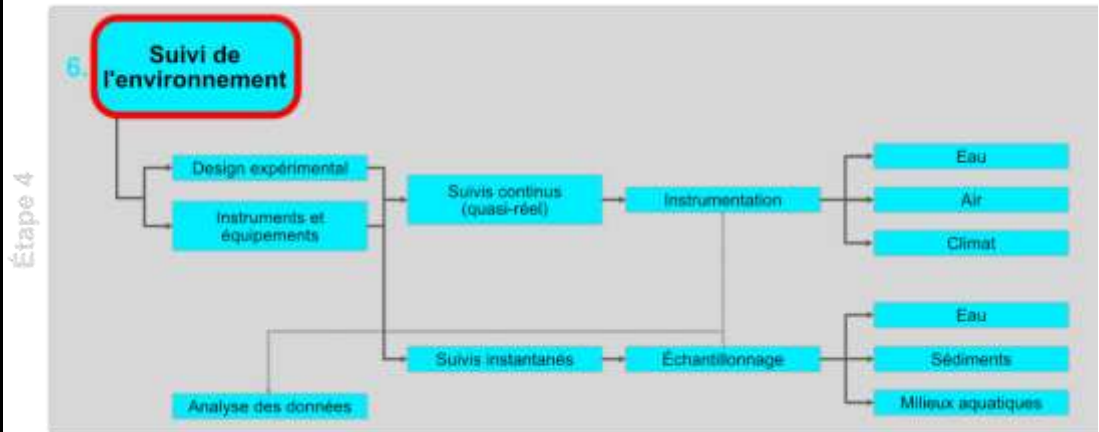 Étape 4
6.
Suivi de
l'environnement
Design expérimental
Instruments et
équipements
Suivis continus
(quasi-réel)
Instrumentation
Eau
Air
Climat
Suivis instantanés
Échantillonnage
Eau
Sédiments
Milieux aquatiques
Analyse des données